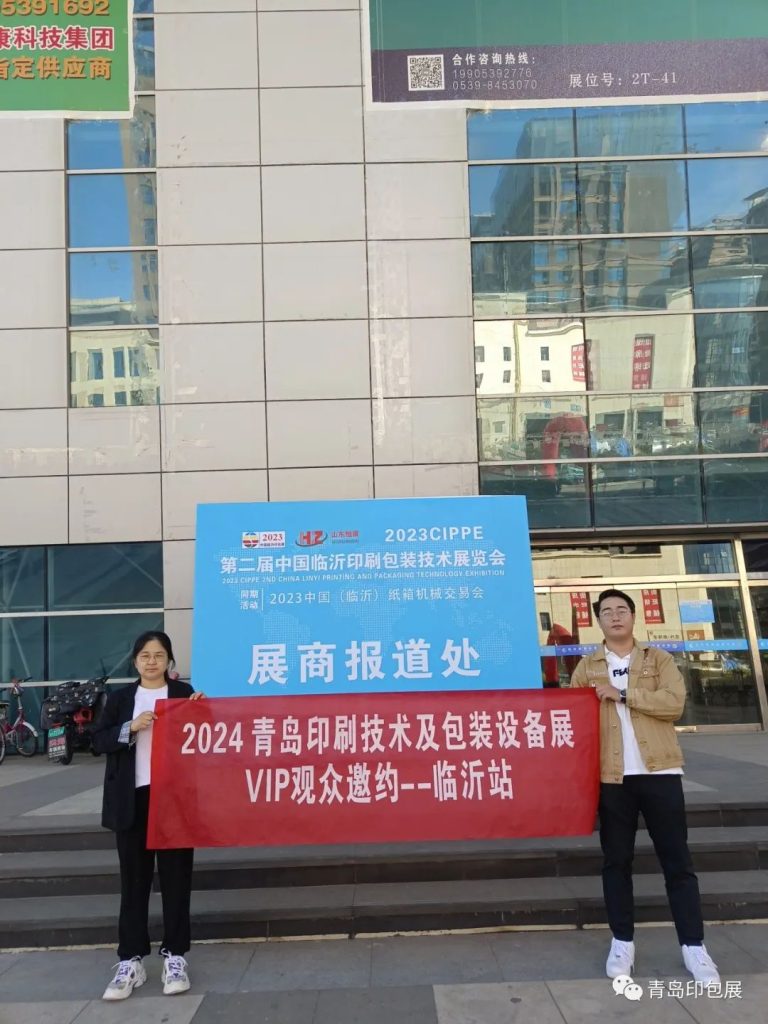 5391692
康科技集团
指定供应商
合作咨询热线：
19905392776
0539-8453070
展位号：2T-41
2023
HZ
2023CIPPE
第二届中国临沂印刷包装技术展览会
2023 CIPPE 2ND CHINA LINYI PRINTING AND PACKAGING TECHNOLOGY EXHIBITION
同期
活动
2023中国（临沂）纸箱机械交易会
展商报道处
2024 青岛印刷技术及包装设备展
VIP观众邀约--临沂站
青岛印包展